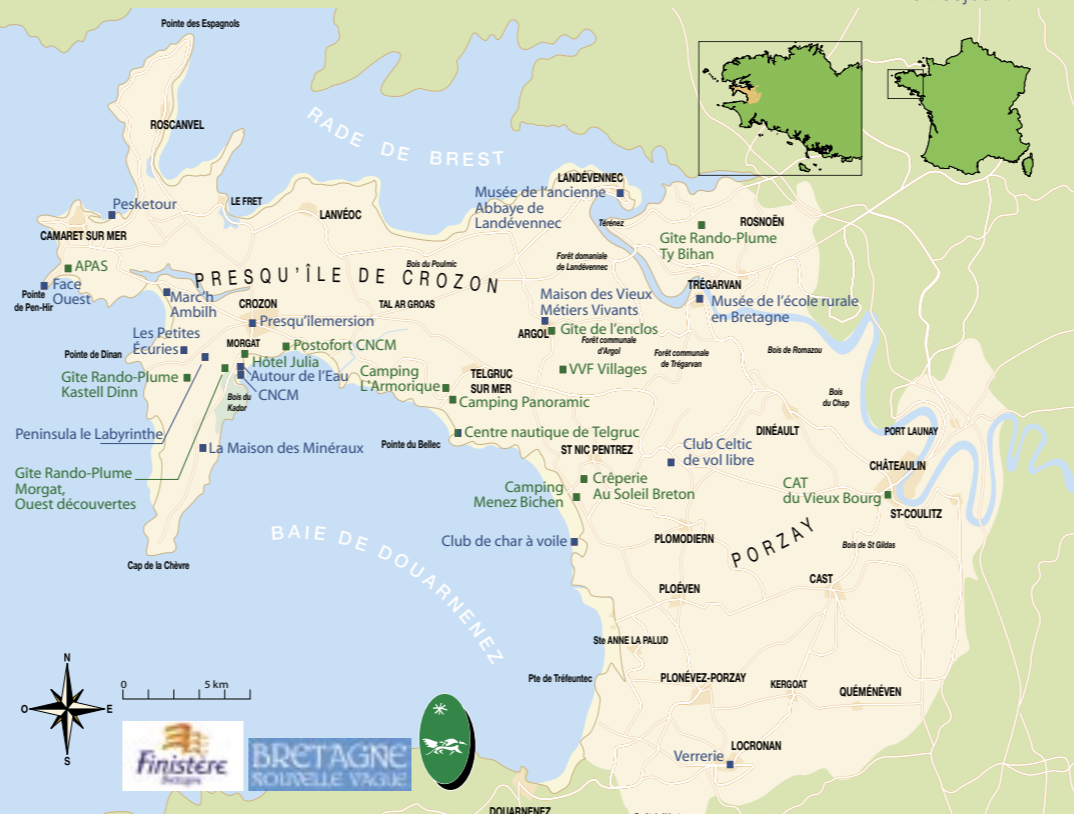 Pointe des Espagnols
ROSCANVEL
RADE DE BREST
Pesketour
LE FRET
LANVÉOC
CAMARET SUR MER
APAS
Face
Ouest
Pointe
de Pen-Hir
LANDÉVENNEC
Musée de l'ancienne
Abbaye de
Landévennec
Térénez
ROSNOËN
Gîte Rando-Plume
Ty Bihan
Bois du Poulmic
Forêt domaniale
de Landévennec
PRESQU'ÎLE DE CROZON
TRÉGARVAN
Musée de l'école rurale
en Bretagne
Marc'h
Ambilh
CROZON
TAL AR GROAS
Maison des Vieux
Métiers Vivants
Presqu'îlemersion
ARGOL
Gîte de l'enclos
Forêt communale
d'Argol
Forêt communale
de Trégarvan
Bois de Romazou
Les Petites
Écuries
MORGAT
Postofort CNCM
Pointe de Dinan
Hôtel Julia
Autour de l'Eau
CNCM
Gîte Rando-Plume
Kastell Dinn
Bois du
Kador
Camping
L'Armorique
TELGRUC
SUR MER
VVF Villages
Camping Panoramic
Bois
du Chap
Peninsula le Labyrinthe
La Maison des Minéraux
Pointe du Bellec
Centre nautique de Telgruc
ST NIC PENTREZ
Club Celtic
de vol libre
DINÉAULT
PORT LAUNAY
Gîte Rando-Plume
Morgat,
Ouest découvertes
Crêperie
Au Soleil Breton
Camping
Menez Bichen
CHÂTEAULIN
CAT
du Vieux Bourg
ST-COULITZ
BAIE DE DOUARNENEZ
Club de char à voile
PLOMODIERN
PORZAY
Bois de St Gildas
Cap de la Chèvre
PLOÉVEN
CAST
Ste ANNE LA PALUD
Pte de Tréfeuntec
PLONÉVEZ-PORZAY
KERGOAT
QUÉMÉNÉVEN
N
O
E
S
0 5 km
Finistère
Bretagne
BRETAGNE
NOUVELLE VAGUE
Verrerie
LOCRONAN
DOUARNENEZ